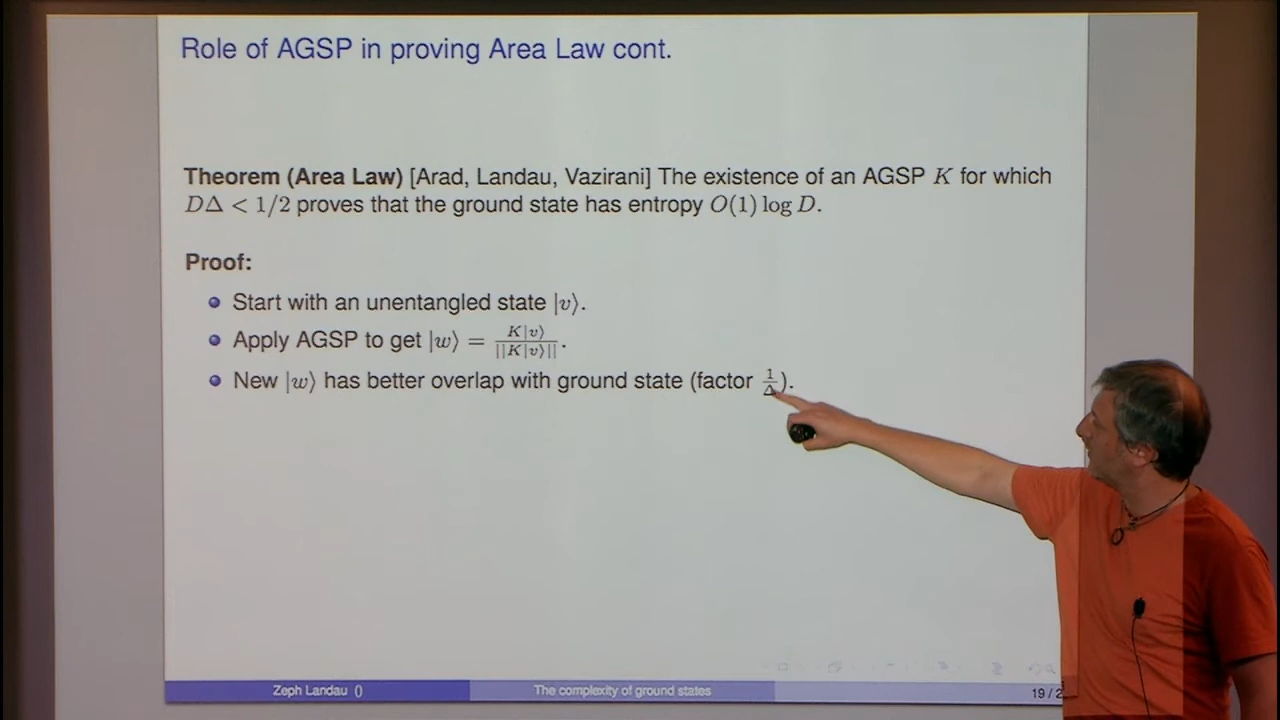 Role of AGSP in proving Area Law cont.
Theorem (Area Law) [Arad, Landau, Vazirani] The existence of an AGSP K for which
DΔ < 1/2 proves that the ground state has entropy O(1) log D.
Proof:
Start with an unentangled state |v⟩.
Apply AGSP to get |w⟩ = K|v⟩ / ||K|v⟩||.
New |w⟩ has better overlap with ground state (factor 1/Δ).
Zeph Landau () The complexity of ground states 19 / 2